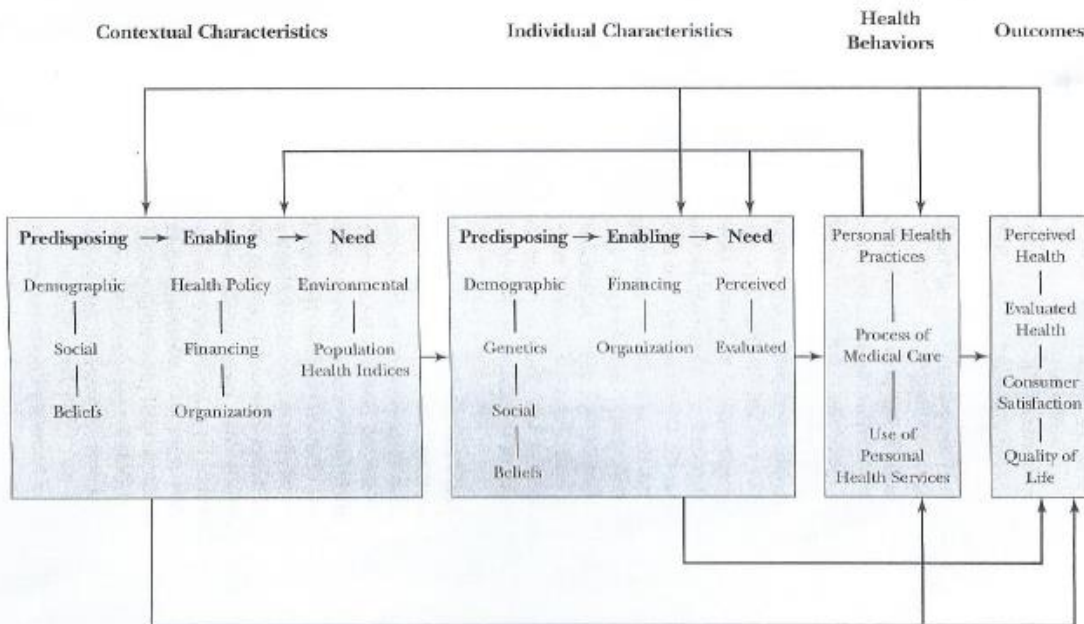 Contextual Characteristics
Individual Characteristics
Health
Behaviors
Outcomes
Predisposing
Enabling
Need
Demographic
Social
Beliefs
Health Policy
Financing
Organization
Environmental
Population
Health Indices
Predisposing
Enabling
Need
Demographic
Genetics
Social
Beliefs
Financing
Organization
Perceived
Evaluated
Personal Health
Practices
Process of
Medical Care
Use of
Personal
Health Services
Perceived
Health
Evaluated
Health
Consumer
Satisfaction
Quality of
Life